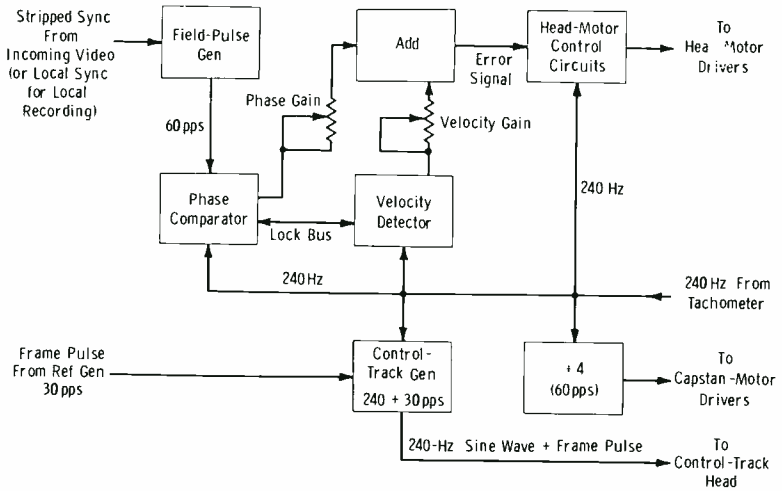 Stripped Sync
From
Incoming Video
(or Local Sync
for Local
Recording)
Field-Pulse
Gen
Add
Head-Motor
Control
Circuits
To
Motor
Drivers
Error
Signal
Phase Gain
Velocity Gain
60 pps
Phase
Comparator
Velocity
Detector
Lock Bus
240 Hz
240 Hz
240 Hz From
Tachometer
Frame Pulse
From Ref Gen
30 pps
Control-
Track Gen
240 + 30 pps
÷ 4
(60 pps)
To
Capstan-Motor
Drivers
240-Hz Sine Wave + Frame Pulse
To
Control-Track
Head